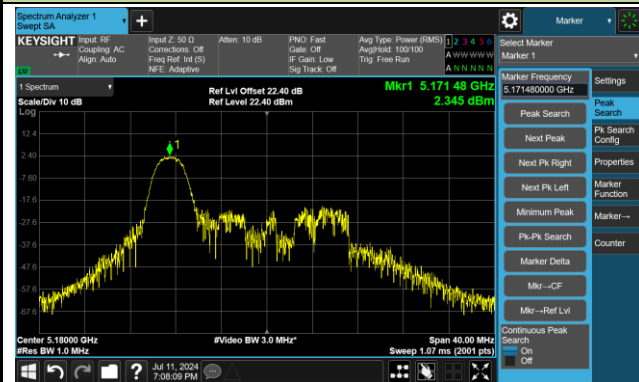 Spectrum Analyzer 1
Swept SA
+
Marker
KEYSIGHT
Input: RF
Coupling: AC
Align: Auto
Input Z: 50 Ω
Corrections: Off
Freq Ref: Int (S)
NFE: Adaptive
Atten: 10 dB
PNO: Fast
Gate: Off
IF Gain: Low
Sig Track: Off
Avg Type: Power (RMS)
Avg|Hold: 100/100
Trig: Free Run
1 2 3 4 5 6
A W W W W W
A N N N N N
LXI
Select Marker
Marker 1
1 Spectrum
Scale/Div 10 dB
Log
Ref Lvl Offset 22.40 dB
Ref Level 22.40 dBm
Mkr1 5.171 48 GHz
2.345 dBm
12.4
2.40
-7.60
-17.6
-27.6
-37.6
-47.6
-57.6
-67.6
1
Center 5.18000 GHz
#Res BW 1.0 MHz
#Video BW 3.0 MHz*
Span 40.00 MHz
Sweep 1.07 ms (2001 pts)
Marker Frequency
5.171480000 GHz
Peak Search
Next Peak
Next Pk Right
Next Pk Left
Minimum Peak
Pk-Pk Search
Marker Delta
Mkr→CF
Mkr→Ref Lvl
Continuous Peak
Search
On
Off
Settings
Peak
Search
Pk Search
Config
Properties
Marker
Function
Marker→
Counter
?
Jul 11, 2024
7:08:09 PM